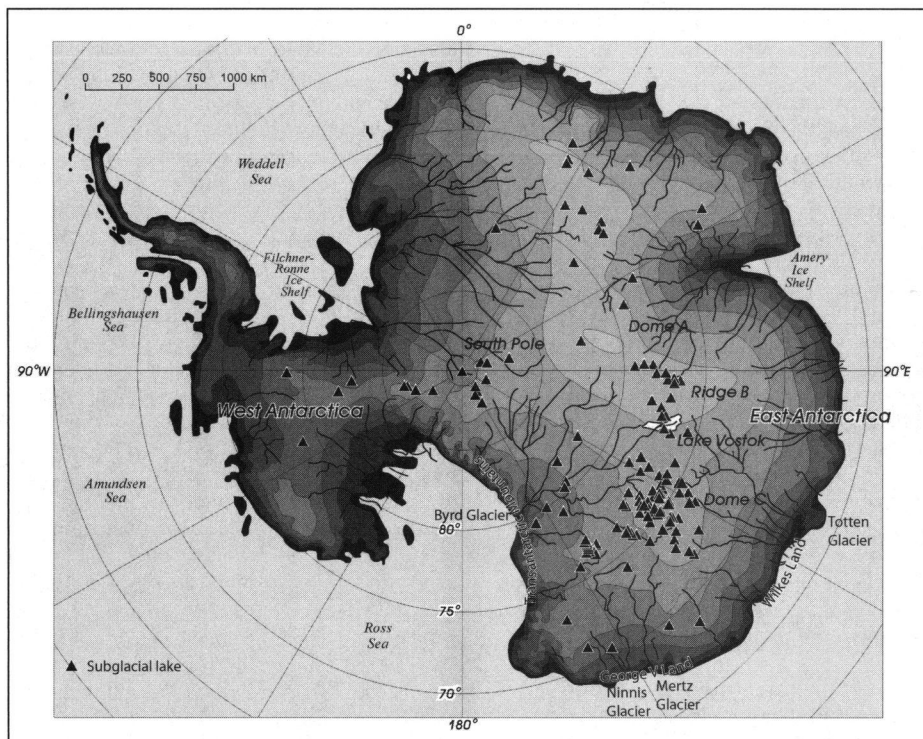 0°
0 250 500 750 1000 km
Weddell
Sea
Filchner-
Ronne
Ice
Shelf
Amery
Ice
Shelf
Bellingshausen
Sea
Dome A
South Pole
90°W
90°E
Ridge B
West Antarctica
East Antarctica
Lake Vostok
Amundsen
Sea
Dome C
Byrd Glacier
Transantarctic Mountains
80°
Totten
Glacier
Wilkes Land
75°
Ross
Sea
Subglacial lake
George V Land
70°
Ninnis
Glacier
Mertz
Glacier
180°